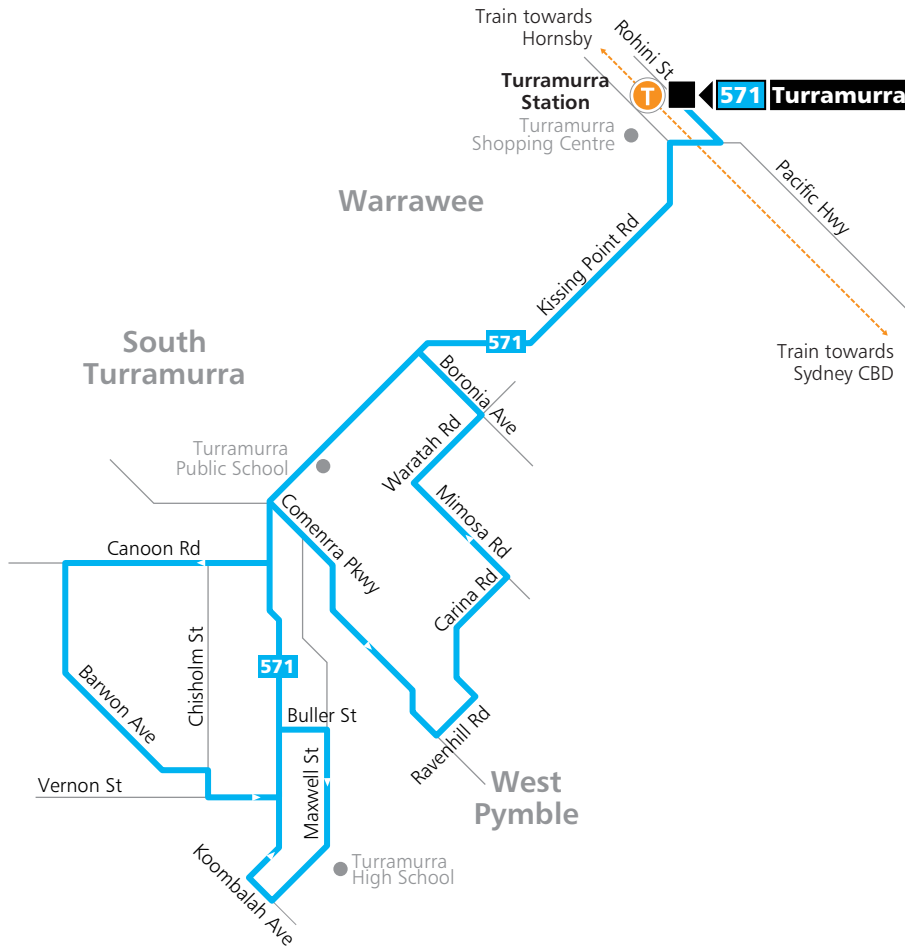 Train towards
Hornsby
Rohini St
Turramurra
Station
T
571 Turramurra
Turramurra
Shopping Centre
Pacific Hwy
Warrawee
Kissing Point Rd
571
South
Turramurra
Train towards
Sydney CBD
Boronia Ave
Waratah Rd
Turramurra
Public School
Mimosa Rd
Comenrra Pkwy
Canoon Rd
Carina Rd
Chisholm St
571
Barwon Ave
Buller St
Ravenhill Rd
Maxwell St
Vernon St
West
Pymble
Koombalah Ave
Turramurra
High School